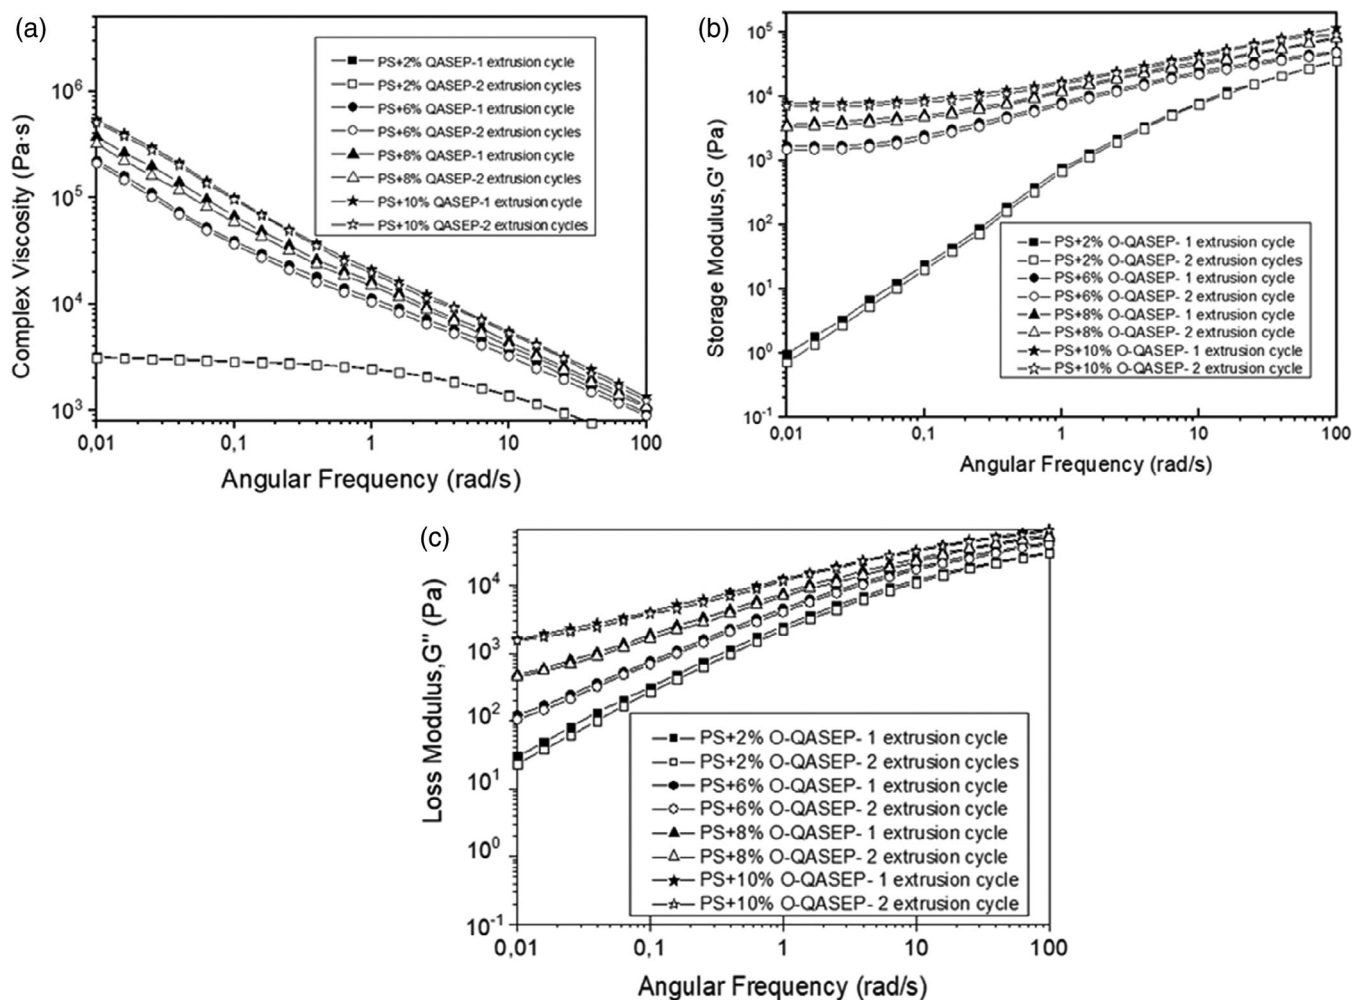 (a)
Complex Viscosity (Pa·s)
10^6
10^5
10^4
10^3
PS+2% QASEP-1 extrusion cycle
PS+2% QASEP-2 extrusion cycles
PS+6% QASEP-1 extrusion cycle
PS+6% QASEP-2 extrusion cycles
PS+8% QASEP-1 extrusion cycle
PS+8% QASEP-2 extrusion cycles
PS+10% QASEP-1 extrusion cycle
PS+10% QASEP-2 extrusion cycles
0,01 0,1 1 10 100
Angular Frequency (rad/s)
(b)
Storage Modulus,G' (Pa)
10^5
10^4
10^3
10^2
10^1
10^0
10^-1
PS+2% O-QASEP- 1 extrusion cycle
PS+2% O-QASEP- 2 extrusion cycles
PS+6% O-QASEP- 1 extrusion cycle
PS+6% O-QASEP- 2 extrusion cycle
PS+8% O-QASEP- 1 extrusion cycle
PS+8% O-QASEP- 2 extrusion cycle
PS+10% O-QASEP- 1 extrusion cycle
PS+10% O-QASEP- 2 extrusion cycle
0,01 0,1 1 10 100
Angular Frequency (rad/s)
(c)
Loss Modulus,G" (Pa)
10^4
10^3
10^2
10^1
10^0
10^-1
PS+2% O-QASEP- 1 extrusion cycle
PS+2% O-QASEP- 2 extrusion cycles
PS+6% O-QASEP- 1 extrusion cycle
PS+6% O-QASEP- 2 extrusion cycle
PS+8% O-QASEP- 1 extrusion cycle
PS+8% O-QASEP- 2 extrusion cycle
PS+10% O-QASEP- 1 extrusion cycle
PS+10% O-QASEP- 2 extrusion cycle
0,01 0,1 1 10 100
Angular Frequency (rad/s)